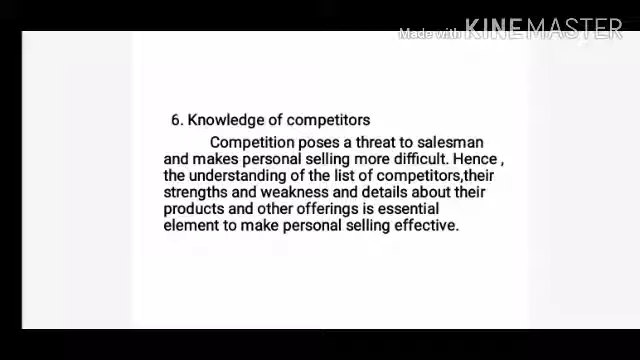 Made with KINEMASTER
6. Knowledge of competitors
Competition poses a threat to salesman
and makes personal selling more difficult. Hence ,
the understanding of the list of competitors,their
strengths and weakness and details about their
products and other offerings is essential
element to make personal selling effective.